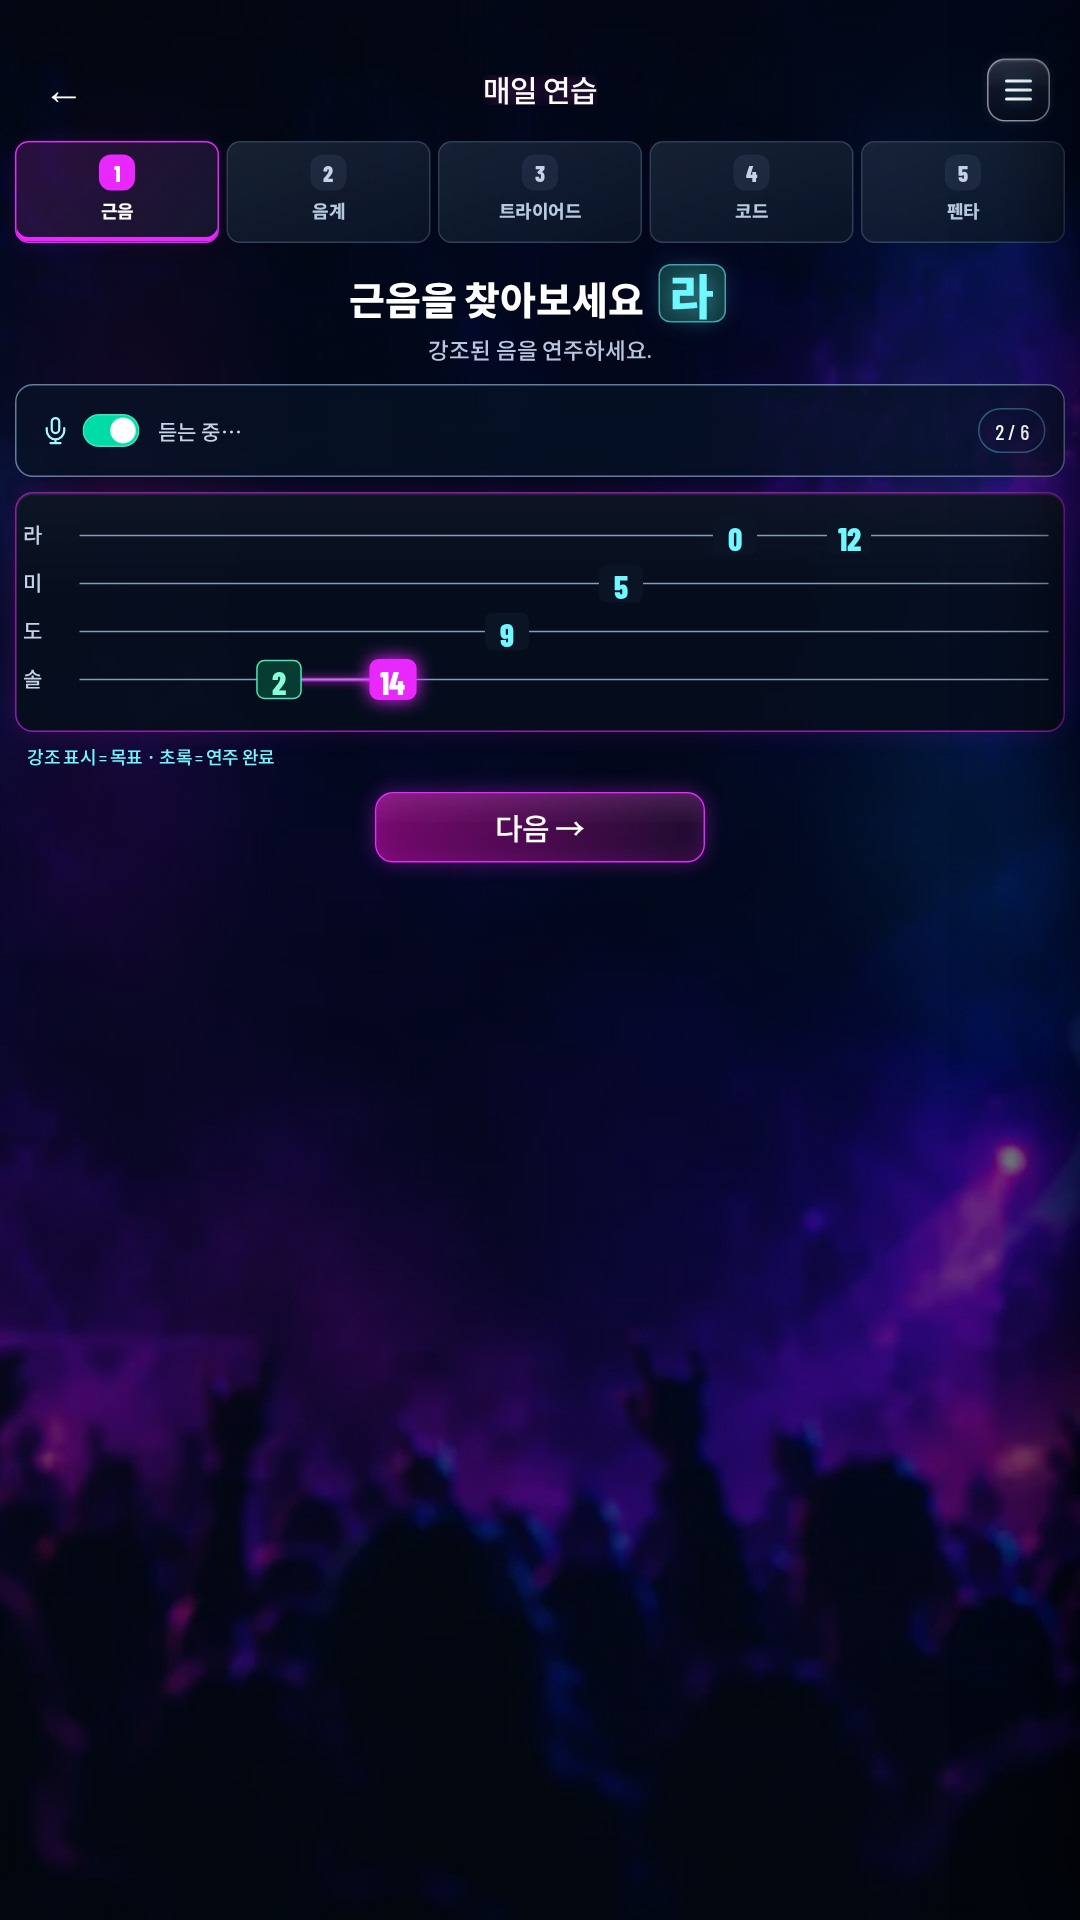 ← 매일 연습
1 2 3 4 5
근음 음계 트라이어드 코드 펜타
근음을 찾아보세요 라
강조된 음을 연주하세요.
듣는 중… 2 / 6
라 0 12
미 5
도 9
솔 2 14
강조 표시 = 목표 · 초록 = 연주 완료
다음 →